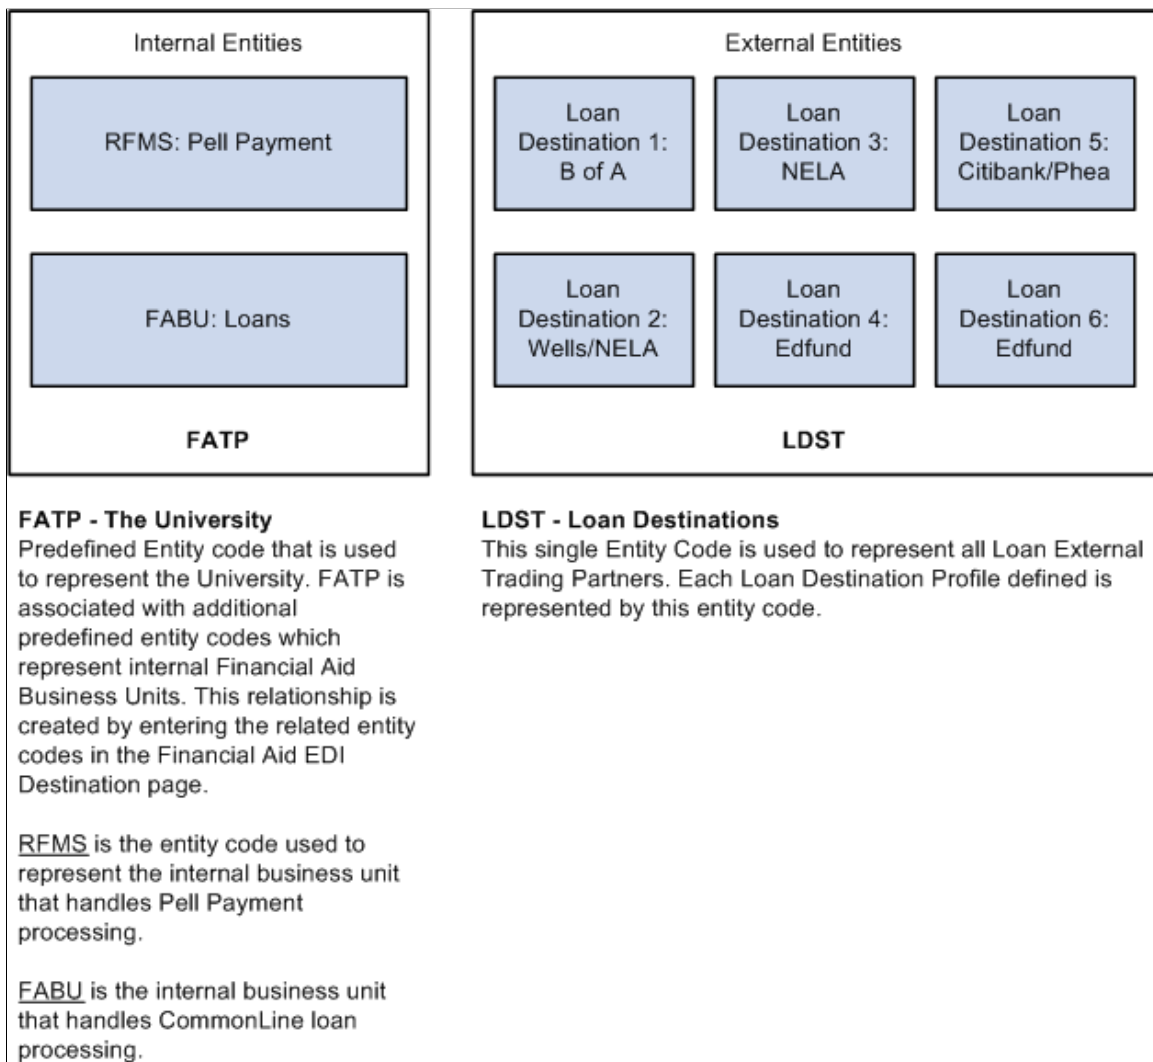 Internal Entities
RFMS: Pell Payment
FABU: Loans
FATP
External Entities
Loan
Destination 1:
B of A
Loan
Destination 3:
NELA
Loan
Destination 5:
Citibank/Phea
Loan
Destination 2:
Wells/NELA
Loan
Destination 4:
Edfund
Loan
Destination 6:
Edfund
LDST
FATP - The University
Predefined Entity code that is used
to represent the University. FATP is
associated with additional
predefined entity codes which
represent internal Financial Aid
Business Units. This relationship is
created by entering the related entity
codes in the Financial Aid EDI
Destination page.
RFMS is the entity code used to
represent the internal business unit
that handles Pell Payment
processing.
FABU is the internal business unit
that handles CommonLine loan
processing.
LDST - Loan Destinations
This single Entity Code is used to represent all Loan External
Trading Partners. Each Loan Destination Profile defined is
represented by this entity code.